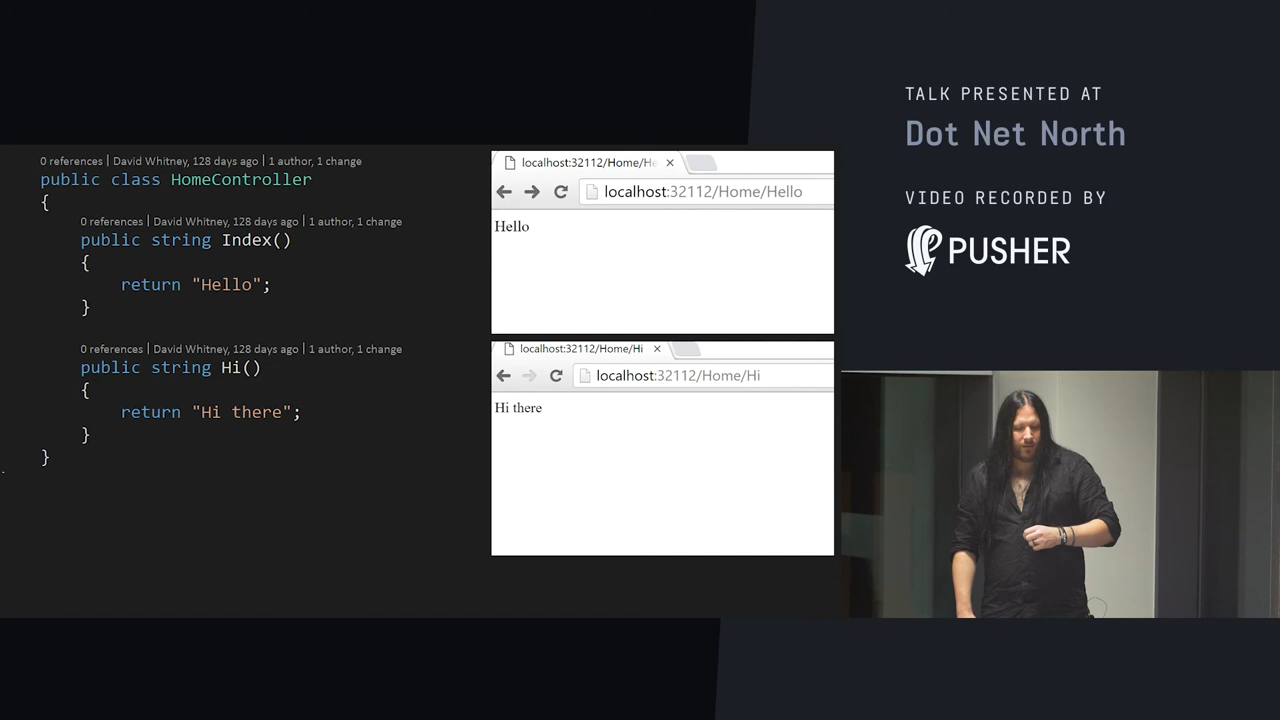 0 references | David Whitney, 128 days ago | 1 author, 1 change
public class HomeController
{
0 references | David Whitney, 128 days ago | 1 author, 1 change
public string Index()
{
return "Hello";
}
0 references | David Whitney, 128 days ago | 1 author, 1 change
public string Hi()
{
return "Hi there";
}
}
localhost:32112/Home/He
localhost:32112/Home/Hello
Hello
localhost:32112/Home/Hi
localhost:32112/Home/Hi
Hi there
TALK PRESENTED AT
Dot Net North
VIDEO RECORDED BY
PUSHER